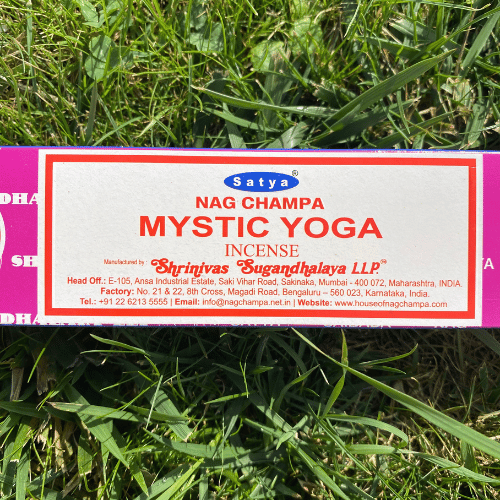 Satya®
NAG CHAMPA
MYSTIC YOGA
INCENSE
Manufactured by : Shrinivas Sugandhalaya L.L.P.
Head Off.: E-105, Ansa Industrial Estate, Saki Vihar Road, Sakinaka, Mumbai - 400 072, Maharashtra, INDIA.
Factory: No. 21 & 22, 8th Cross, Magadi Road, Bengaluru – 560 023, Karnataka, India.
Tel.: +91 22 6213 5555 | Email: info@nagchampa.net.in | Website: www.houseofnagchampa.com
DHA
SH